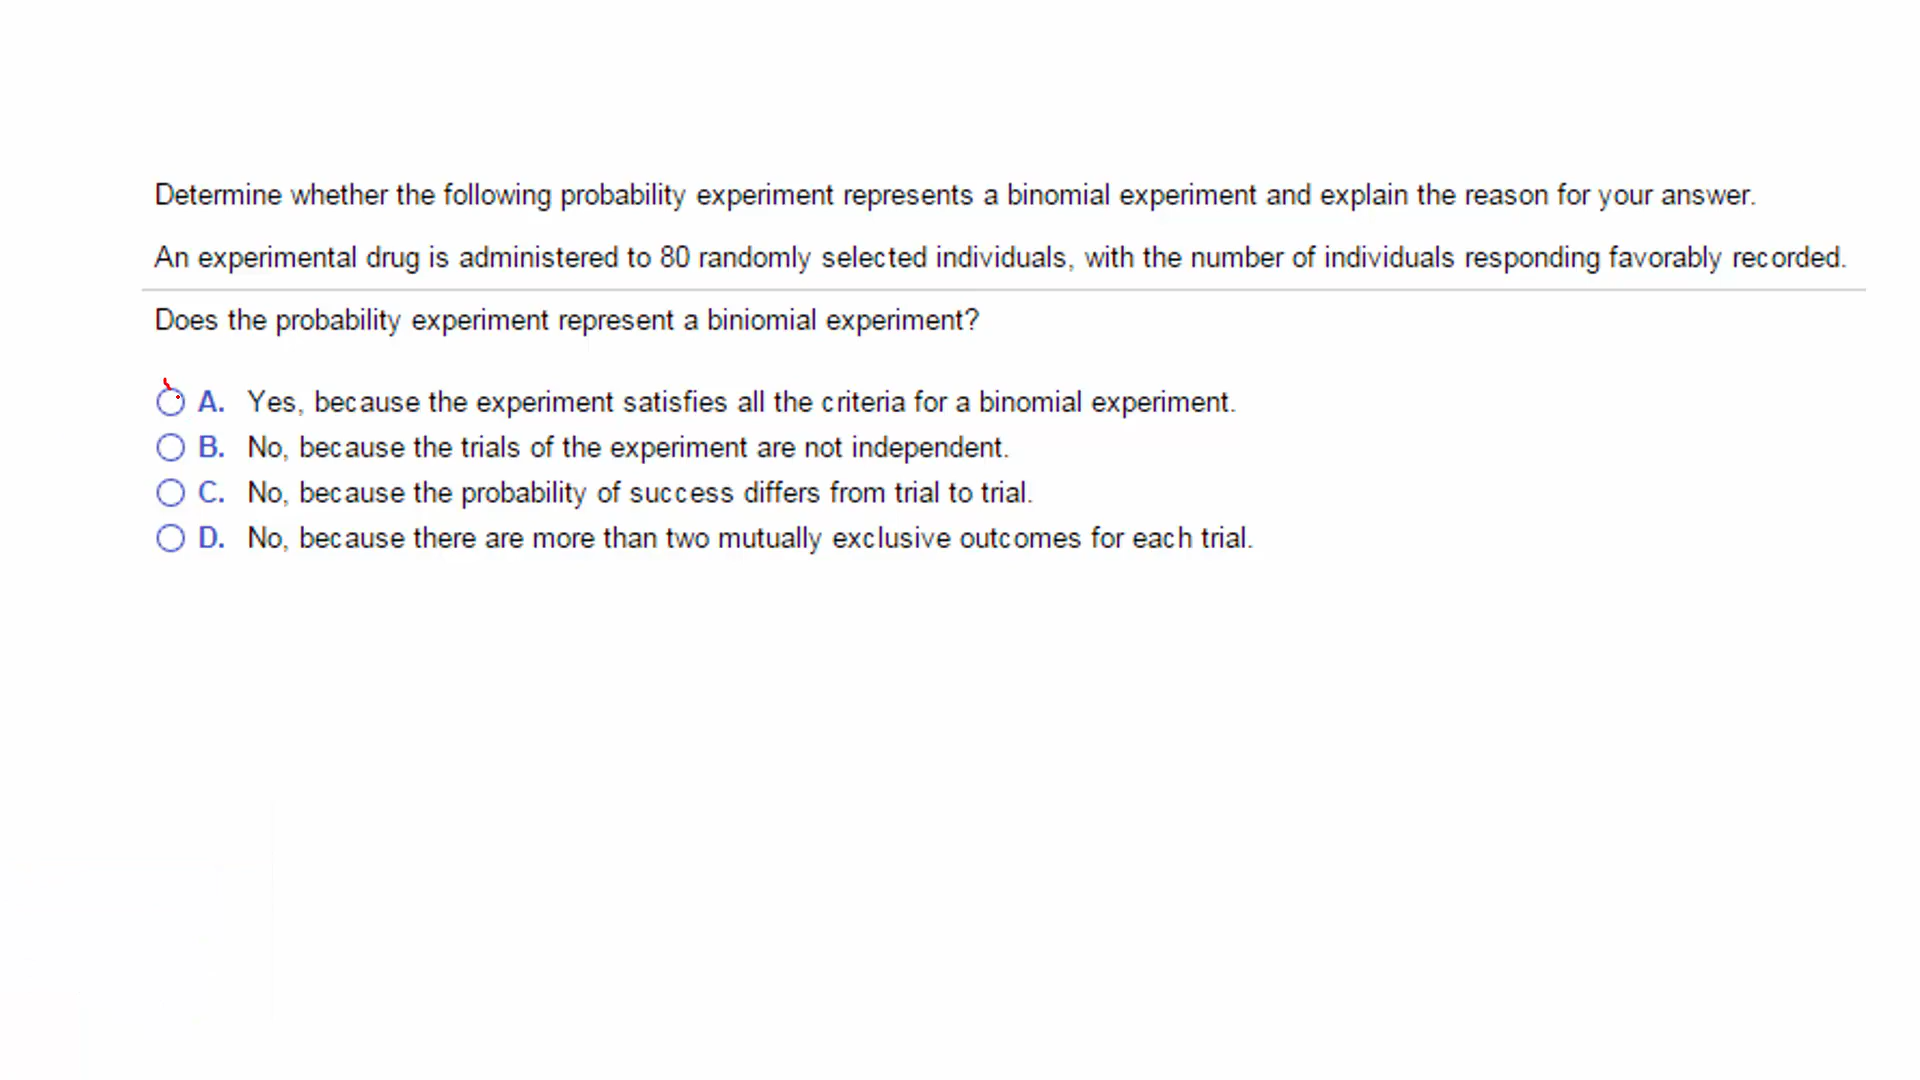 Determine whether the following probability experiment represents a binomial experiment and explain the reason for your answer.
An experimental drug is administered to 80 randomly selected individuals, with the number of individuals responding favorably recorded.
Does the probability experiment represent a biniomial experiment?
A. Yes, because the experiment satisfies all the criteria for a binomial experiment.
B. No, because the trials of the experiment are not independent.
C. No, because the probability of success differs from trial to trial.
D. No, because there are more than two mutually exclusive outcomes for each trial.